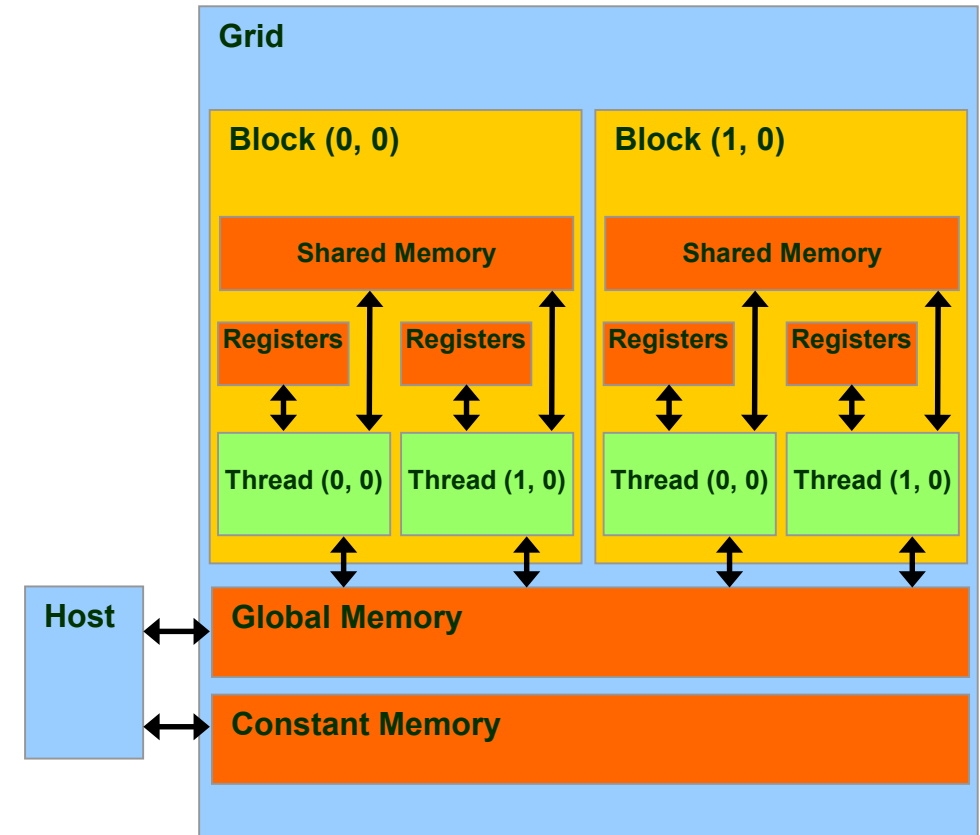 Grid
Block (0, 0)
Block (1, 0)
Shared Memory
Shared Memory
Registers
Registers
Registers
Registers
Thread (0, 0)
Thread (1, 0)
Thread (0, 0)
Thread (1, 0)
Host
Global Memory
Constant Memory